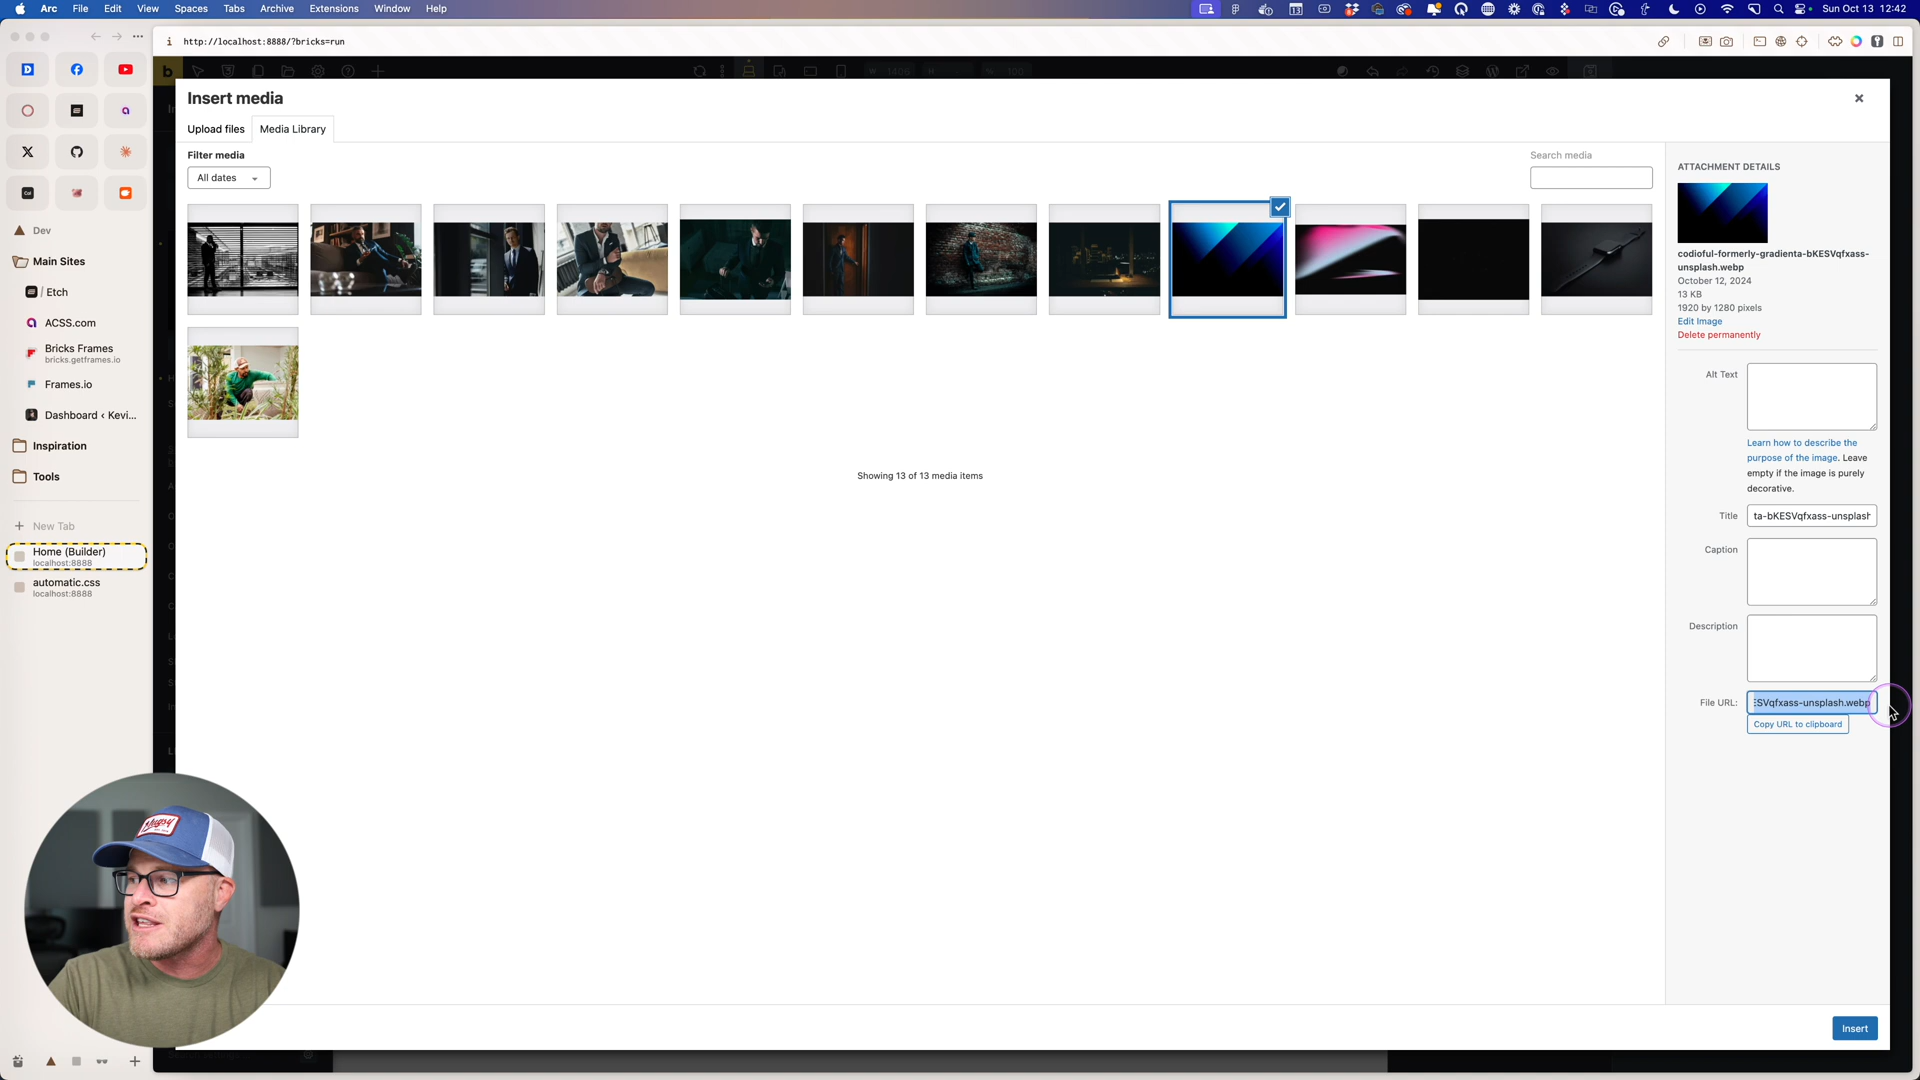 Arc File Edit View Spaces Tabs Archive Extensions Window Help
Sun Oct 13 12:42
http://localhost:8888/?bricks=run
Insert media
Upload files
Media Library
Filter media
All dates
Search media
Showing 13 of 13 media items
ATTACHMENT DETAILS
codioful-formerly-gradienta-bKESVqfxass-
unsplash.webp
October 12, 2024
13 KB
1920 by 1280 pixels
Edit Image
Delete permanently
Alt Text
Learn how to describe the
purpose of the image. Leave
empty if the image is purely
decorative.
Title
ta-bKESVqfxass-unsplash
Caption
Description
File URL:
ESVqfxass-unsplash.webp
Copy URL to clipboard
Insert
Dev
Main Sites
/ Etch
ACSS.com
Bricks Frames
bricks.getframes.io
Frames.io
Dashboard < Kevi...
Inspiration
Tools
+ New Tab
Home (Builder)
localhost:8888
automatic.css
localhost:8888